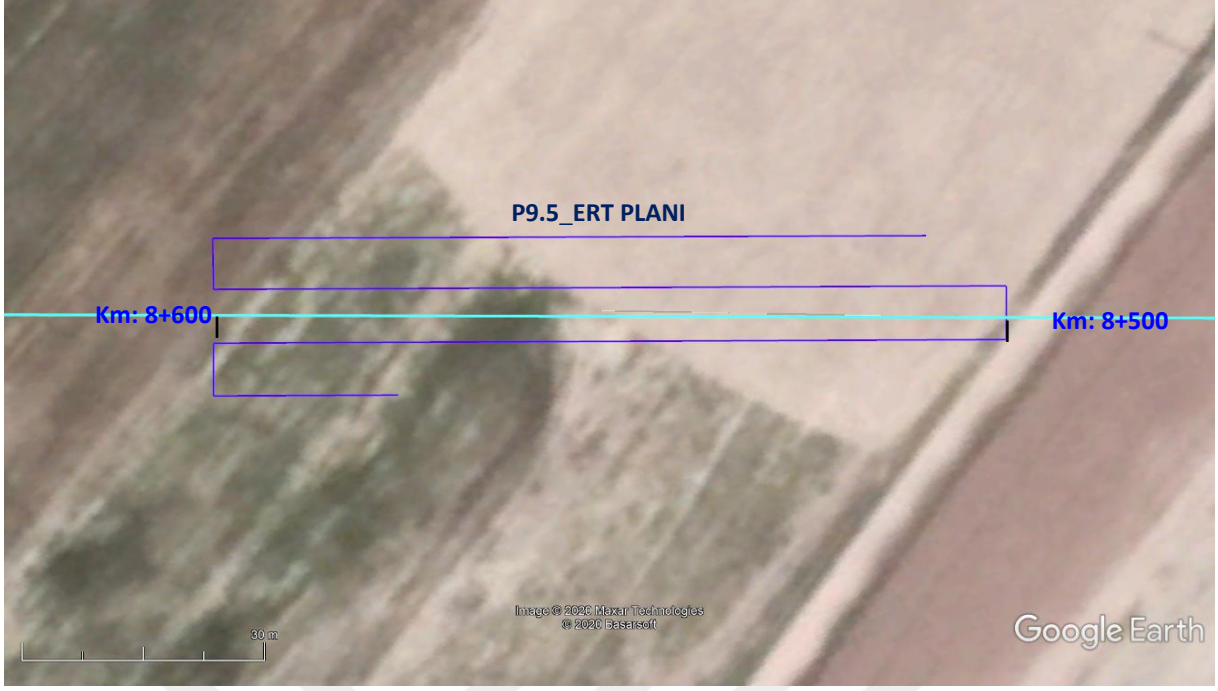 P9.5_ERT PLANI
Km: 8+600
Km: 8+500
Image © 2020 Maxar Technologies
© 2020 Basarsoft
30 m
Google Earth